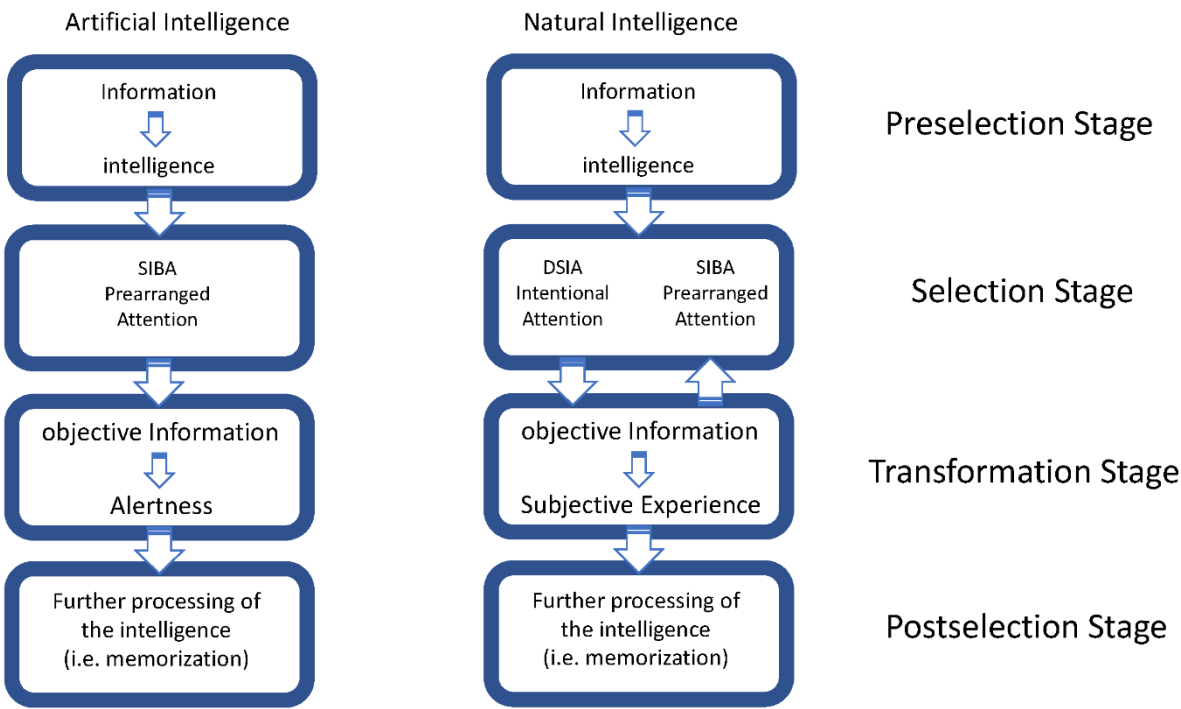 Artificial Intelligence
Natural Intelligence
Information
intelligence
Information
intelligence
Preselection Stage
SIBA
Prearranged
Attention
DSIA
Intentional
Attention
SIBA
Prearranged
Attention
Selection Stage
objective Information
Alertness
objective Information
Subjective Experience
Transformation Stage
Further processing of
the intelligence
(i.e. memorization)
Further processing of
the intelligence
(i.e. memorization)
Postselection Stage